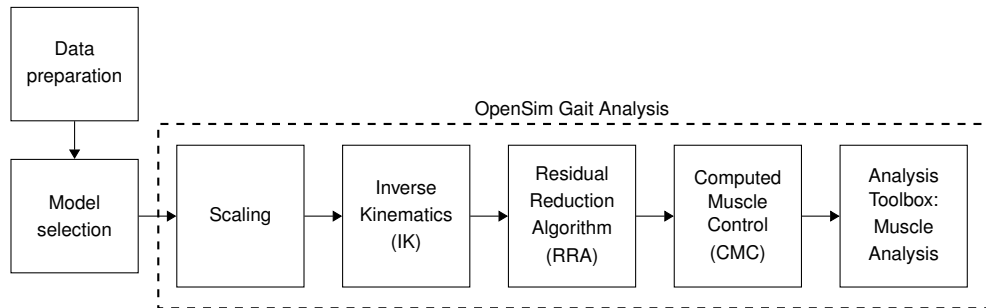 Data
preparation
OpenSim Gait Analysis
Model
selection
Scaling
Inverse
Kinematics
(IK)
Residual
Reduction
Algorithm
(RRA)
Computed
Muscle
Control
(CMC)
Analysis
Toolbox:
Muscle
Analysis